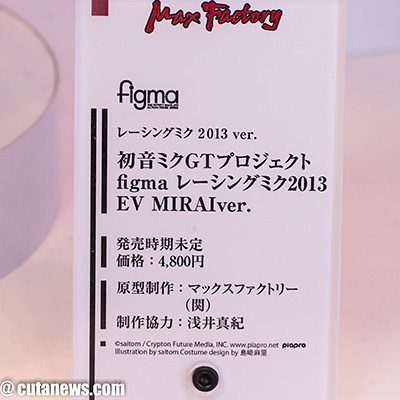 Max Factory
figma
レーシングミク 2013 ver.
初音ミクGTプロジェクト
figma レーシングミク2013
EV MIRAIver.
発売時期未定
価格：4,800円
原型制作：マックスファクトリー
（関）
制作協力：浅井真紀
©saitom / Crypton Future Media, INC. www.piapro.net piapro
Illustration by saitom Costume design by 島崎麻里
@cutanews.com